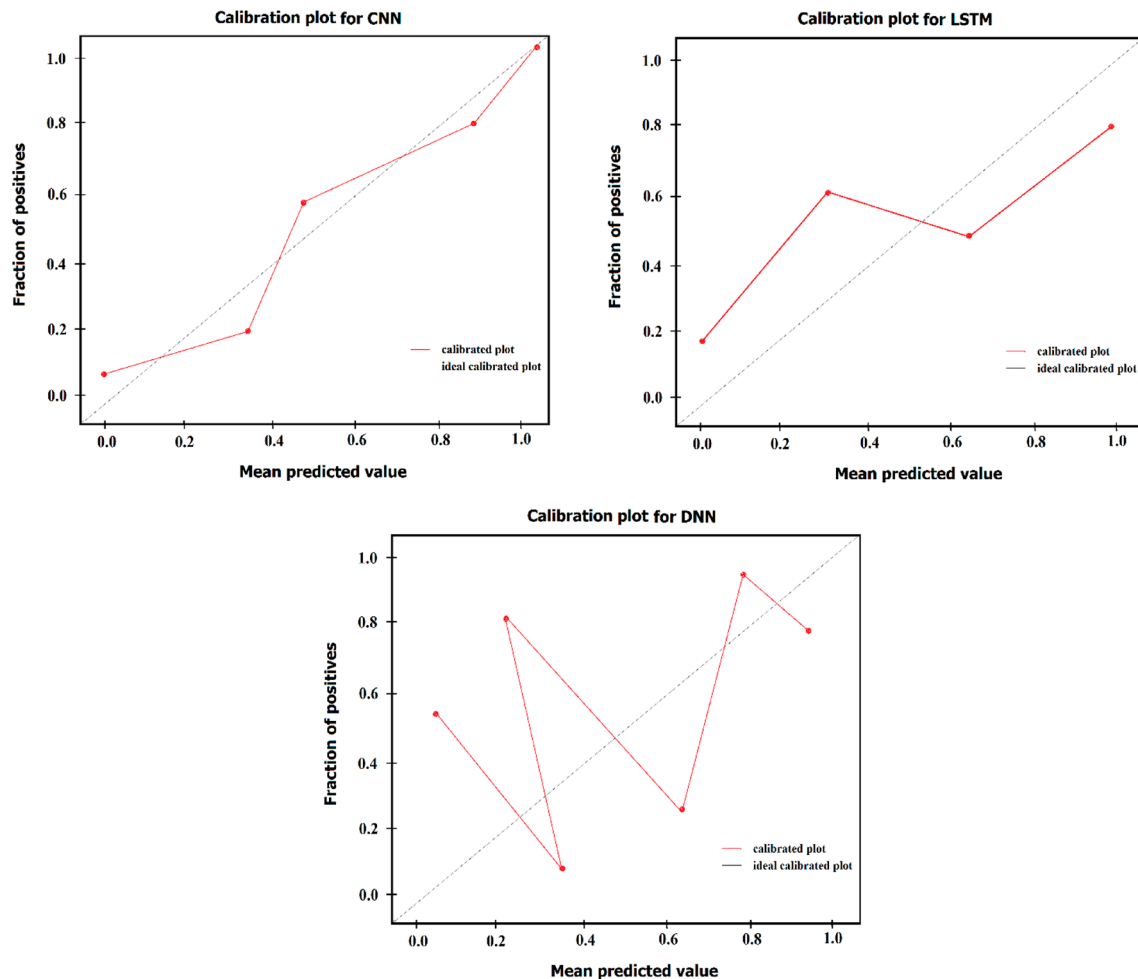 Calibration plot for CNN
1.0
0.8
0.6
0.4
0.2
0.0
Fraction of positives
calibrated plot
ideal calibrated plot
0.0 0.2 0.4 0.6 0.8 1.0
Mean predicted value
Calibration plot for LSTM
1.0
0.8
0.6
0.4
0.2
0.0
Fraction of positives
calibrated plot
ideal calibrated plot
0.0 0.2 0.4 0.6 0.8 1.0
Mean predicted value
Calibration plot for DNN
1.0
0.8
0.6
0.4
0.2
0.0
Fraction of positives
calibrated plot
ideal calibrated plot
0.0 0.2 0.4 0.6 0.8 1.0
Mean predicted value